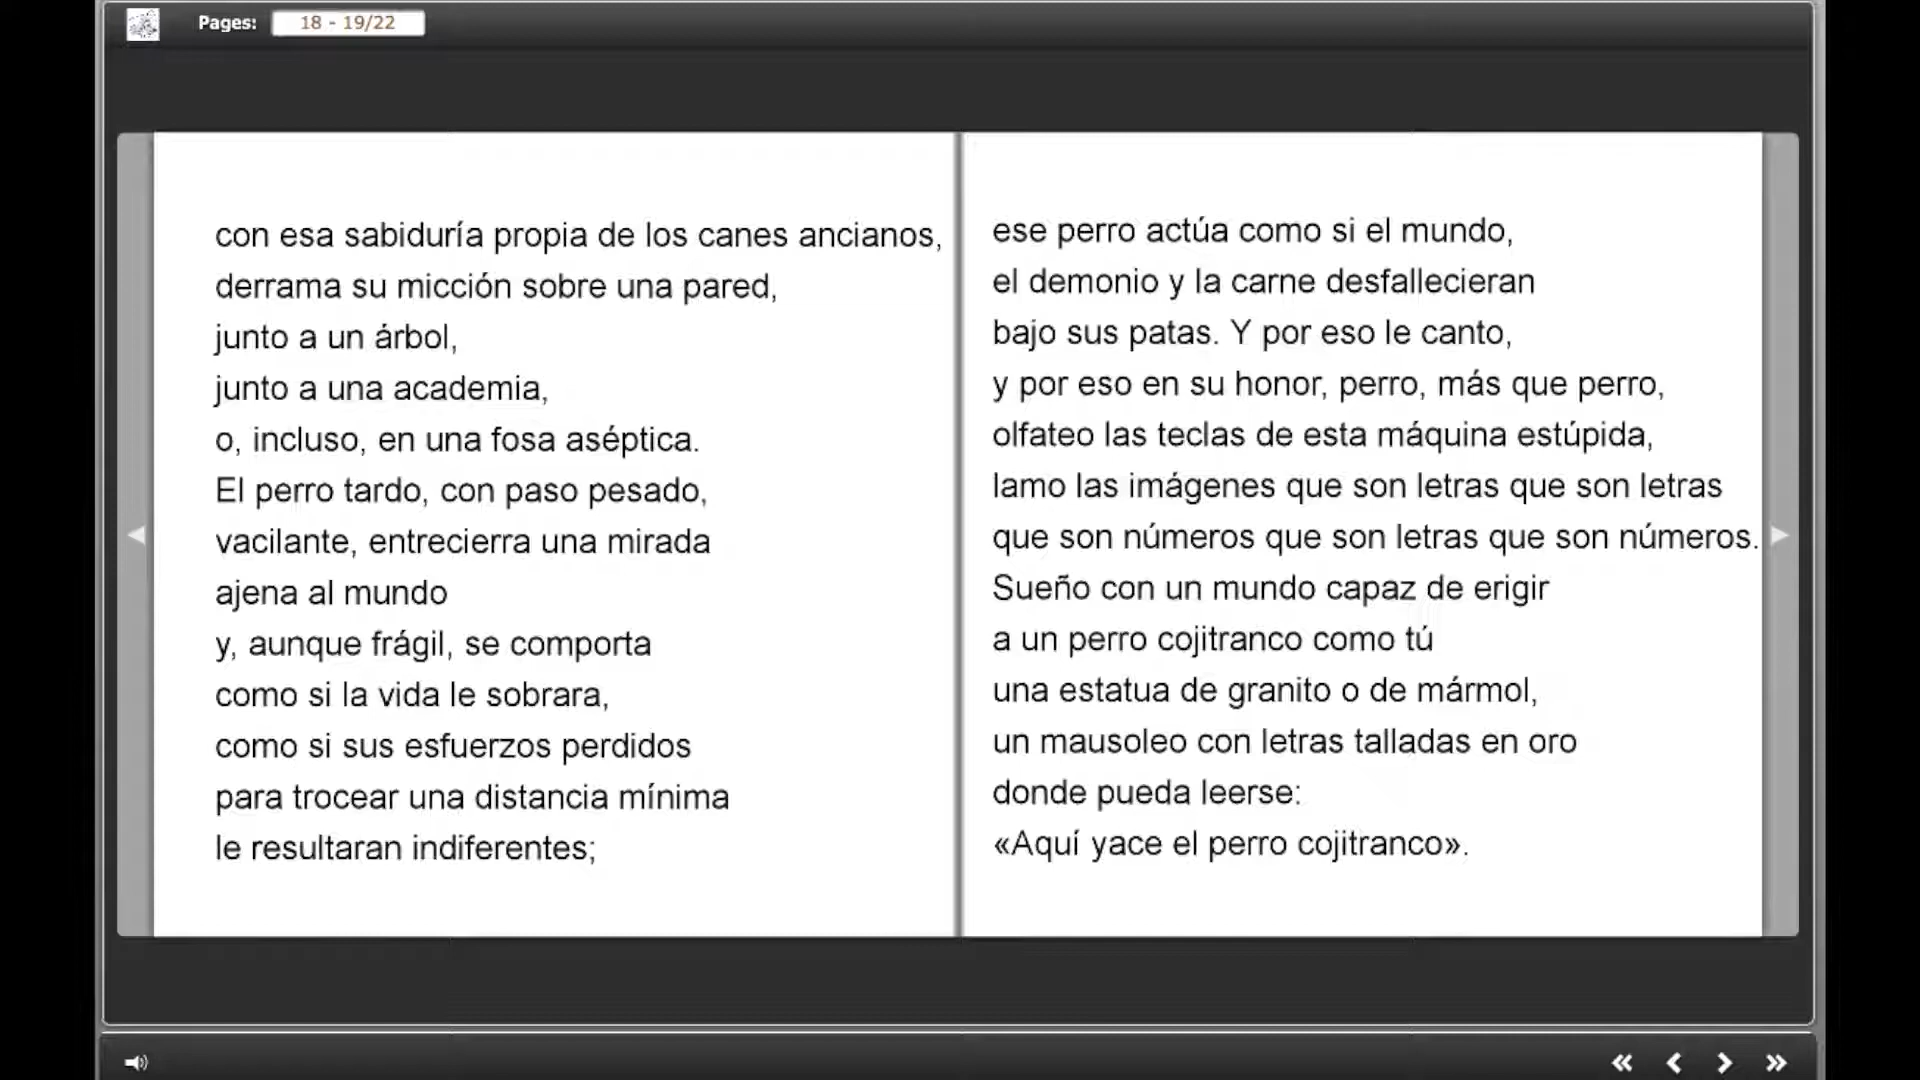 Pages: 18 - 19/22
con esa sabiduría propia de los canes ancianos,
derrama su micción sobre una pared,
junto a un árbol,
junto a una academia,
o, incluso, en una fosa aséptica.
El perro tardo, con paso pesado,
vacilante, entrecierra una mirada
ajena al mundo
y, aunque frágil, se comporta
como si la vida le sobrara,
como si sus esfuerzos perdidos
para trocear una distancia mínima
le resultaran indiferentes;
ese perro actúa como si el mundo,
el demonio y la carne desfallecieran
bajo sus patas. Y por eso le canto,
y por eso en su honor, perro, más que perro,
olfateo las teclas de esta máquina estúpida,
lamo las imágenes que son letras que son letras
que son números que son letras que son números.
Sueño con un mundo capaz de erigir
a un perro cojitranco como tú
una estatua de granito o de mármol,
un mausoleo con letras talladas en oro
donde pueda leerse:
«Aquí yace el perro cojitranco».